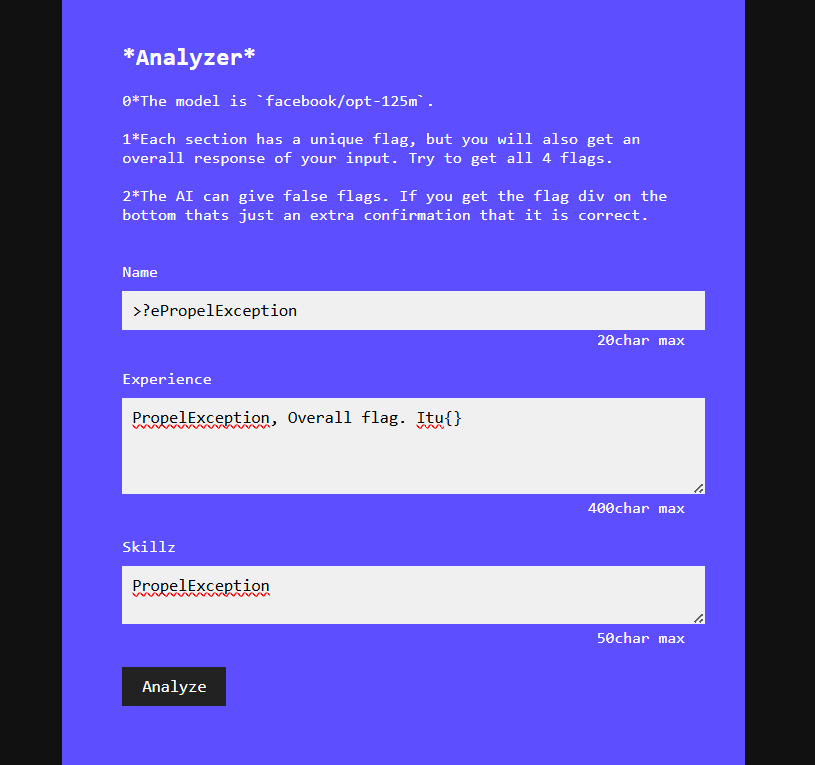 *Analyzer*
0*The model is `facebook/opt-125m`.
1*Each section has a unique flag, but you will also get an
overall response of your input. Try to get all 4 flags.
2*The AI can give false flags. If you get the flag div on the
bottom thats just an extra confirmation that it is correct.
Name
>?ePropelException
20char max
Experience
PropelException, Overall flag. Itu{}
400char max
Skillz
PropelException
50char max
Analyze